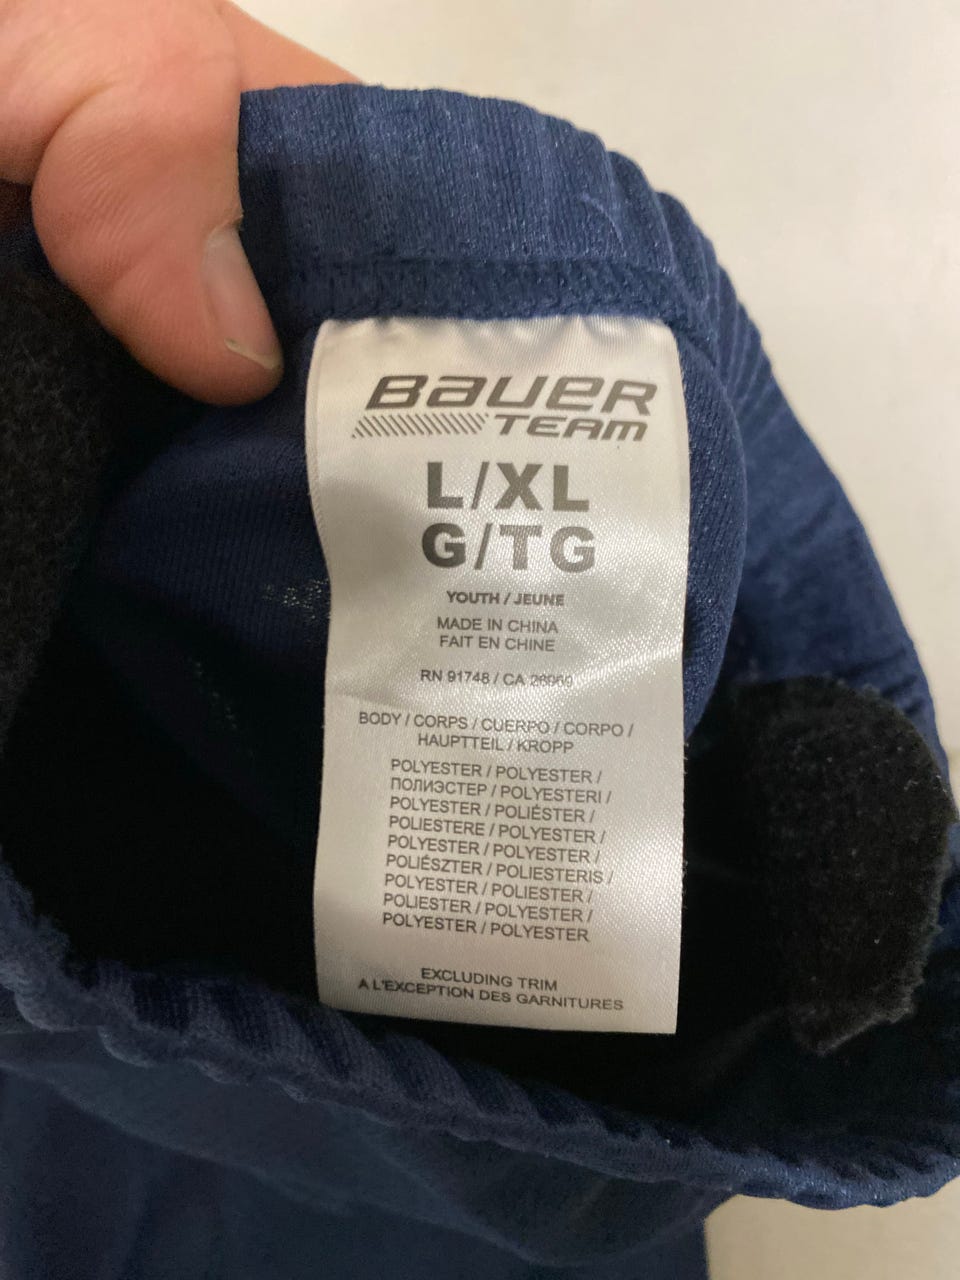 BAUER
TEAM
L/XL
G/TG
YOUTH / JEUNE
MADE IN CHINA
FAIT EN CHINE
RN 91748 / CA 26969
BODY / CORPS / CUERPO / CORPO /
HAUPTTEIL / KROPP
POLYESTER / POLYESTER /
ПОЛИЭСТЕР / POLYESTERI /
POLYESTER / POLIÉSTER /
POLIESTERE / POLYESTER /
POLYESTER / POLYESTER /
POLIÉSZTER / POLIESTERIS /
POLYESTER / POLIESTER /
POLIESTER / POLYESTER /
POLYESTER / POLYESTER
EXCLUDING TRIM
A L'EXCEPTION DES GARNITURES